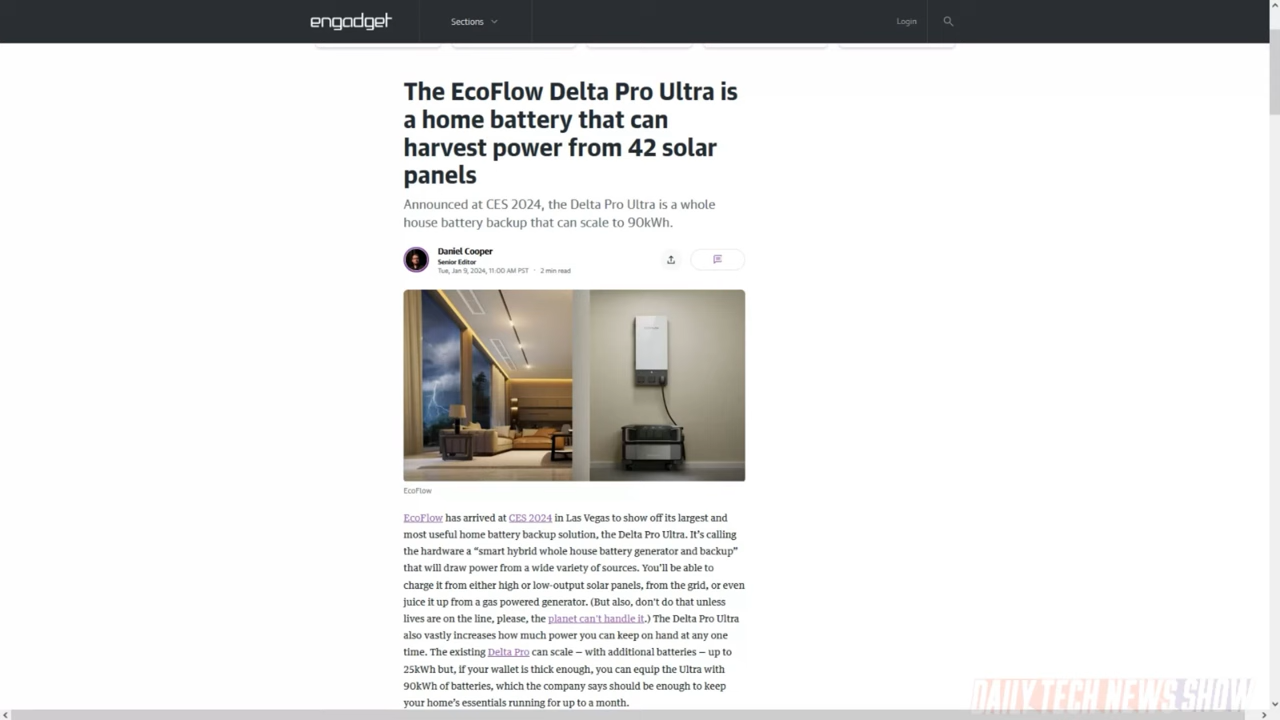 engadget
Sections
Login
The EcoFlow Delta Pro Ultra is
a home battery that can
harvest power from 42 solar
panels
Announced at CES 2024, the Delta Pro Ultra is a whole
house battery backup that can scale to 90kWh.
Daniel Cooper
Senior Editor
Tue, Jan 9, 2024, 11:00 AM PST · 2 min read
EcoFlow
EcoFlow has arrived at CES 2024 in Las Vegas to show off its largest and
most useful home battery backup solution, the Delta Pro Ultra. It's calling
the hardware a “smart hybrid whole house battery generator and backup”
that will draw power from a wide variety of sources. You'll be able to
charge it from either high or low-output solar panels, from the grid, or even
juice it up from a gas powered generator. (But also, don't do that unless
lives are on the line, please, the planet can't handle it.) The Delta Pro Ultra
also vastly increases how much power you can keep on hand at any one
time. The existing Delta Pro can scale — with additional batteries — up to
25kWh but, if your wallet is thick enough, you can equip the Ultra with
90kWh of batteries, which the company says should be enough to keep
your home's essentials running for up to a month.
DAILY TECH NEWS SHOW